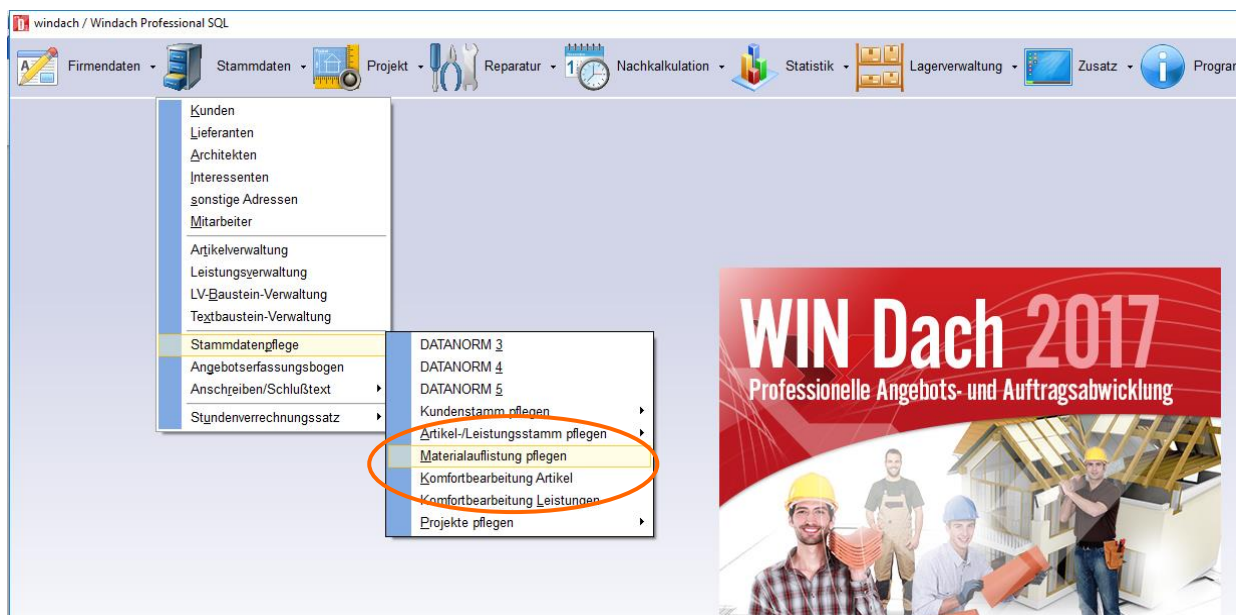 windach / Windach Professional SQL
Firmendaten Stammdaten Projekt Reparatur Nachkalkulation Statistik Lagerverwaltung Zusatz Progran
Kunden
Lieferanten
Architekten
Interessenten
sonstige Adressen
Mitarbeiter
Artikelverwaltung
Leistungsverwaltung
LV-Baustein-Verwaltung
Textbaustein-Verwaltung
Stammdatenpflege
Angebotserfassungsbogen
Anschreiben/Schlußtext
Stundenverrechnungssatz
DATANORM 3
DATANORM 4
DATANORM 5
Kundenstamm pflegen
Artikel-/Leistungsstamm pflegen
Materialauflistung pflegen
Komfortbearbeitung Artikel
Komfortbearbeitung Leistungen
Projekte pflegen
WIN Dach 2017
Professionelle Angebots- und Auftragsabwicklung